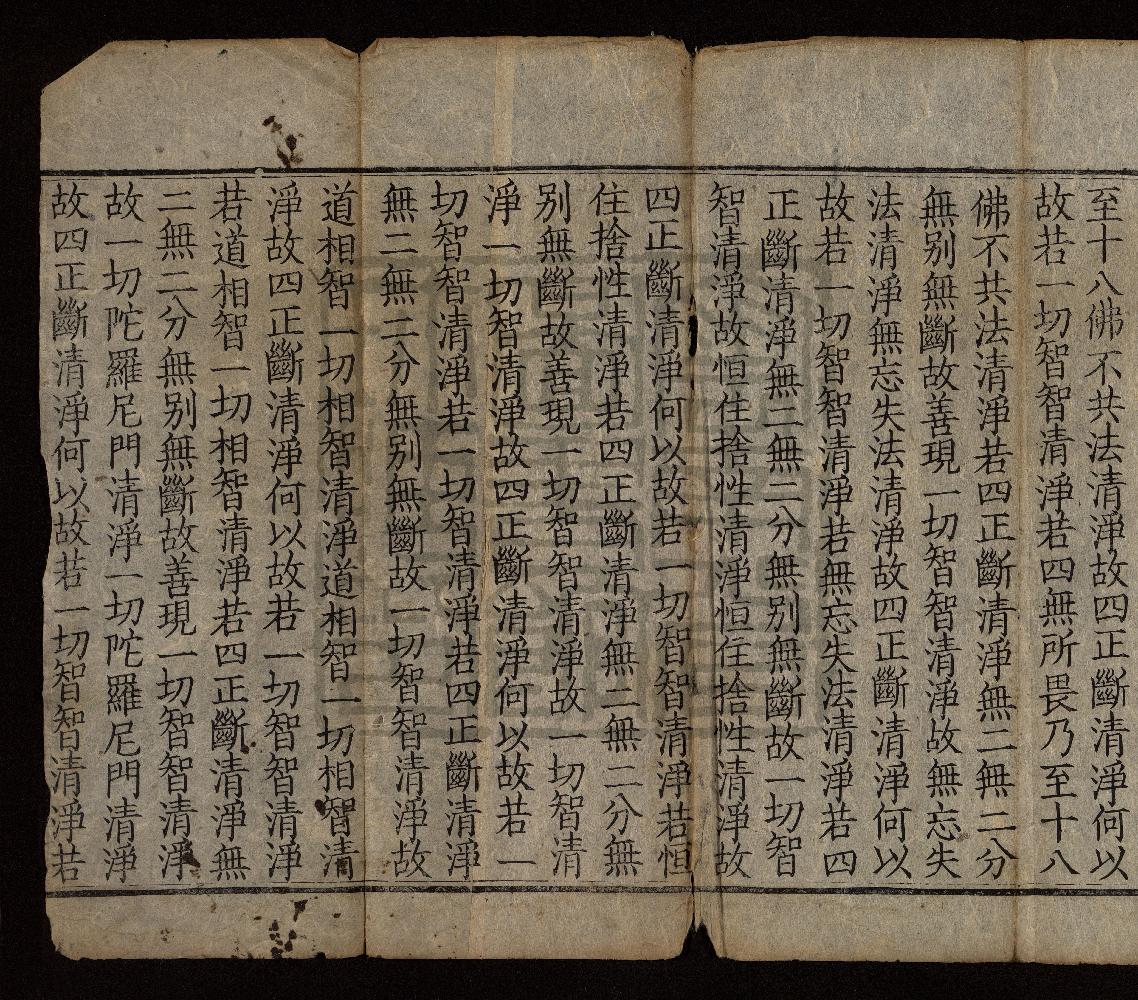 至十八佛不共法清淨故四正斷清淨何以
故若一切智智清淨若四無所畏乃至十八
佛不共法清淨若四正斷清淨無二無二分
無别無斷故善現一切智智清淨故無忘失
法清淨無忘失法清淨故四正斷清淨何以
故若一切智智清淨若無忘失法清淨若四
正斷清淨無二無二分無别無斷故一切智
智清淨故恒住捨性清淨恒住捨性清淨故
四正斷清淨何以故若一切智智清淨若恒
住捨性清淨若四正斷清淨無二無二分無
别無斷故善現一切智智清淨故一切智清
淨一切智清淨故四正斷清淨何以故若一
切智智清淨若一切智清淨若四正斷清淨
無二無二分無别無斷故一切智智清淨故
道相智一切相智清淨道相智一切相智清
淨故四正斷清淨何以故若一切智智清淨
若道相智一切相智清淨若四正斷清淨無
二無二分無别無斷故善現一切智智清淨
故一切陀羅尼門清淨一切陀羅尼門清淨
故四正斷清淨何以故若一切智智清淨若